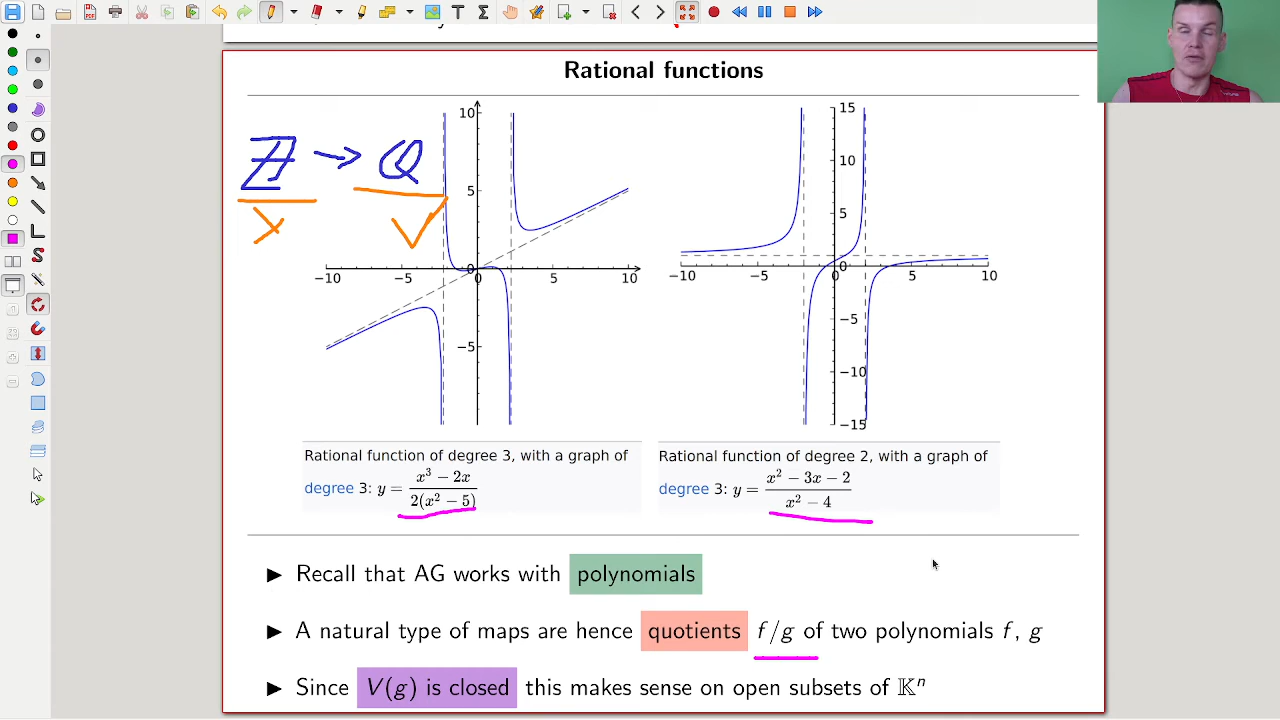 Rational functions
ℤ → ℚ
10
5
−10
−5
0
5
10
−5
15
10
5
−10
−5
0
0
5
10
−5
−10
−15
Rational function of degree 3, with a graph of
degree 3: y = (x³ − 2x) / (2(x² − 5))
Rational function of degree 2, with a graph of
degree 3: y = (x² − 3x − 2) / (x² − 4)
▶ Recall that AG works with polynomials
▶ A natural type of maps are hence quotients f/g of two polynomials f, g
▶ Since V(g) is closed this makes sense on open subsets of 𝕂ⁿ